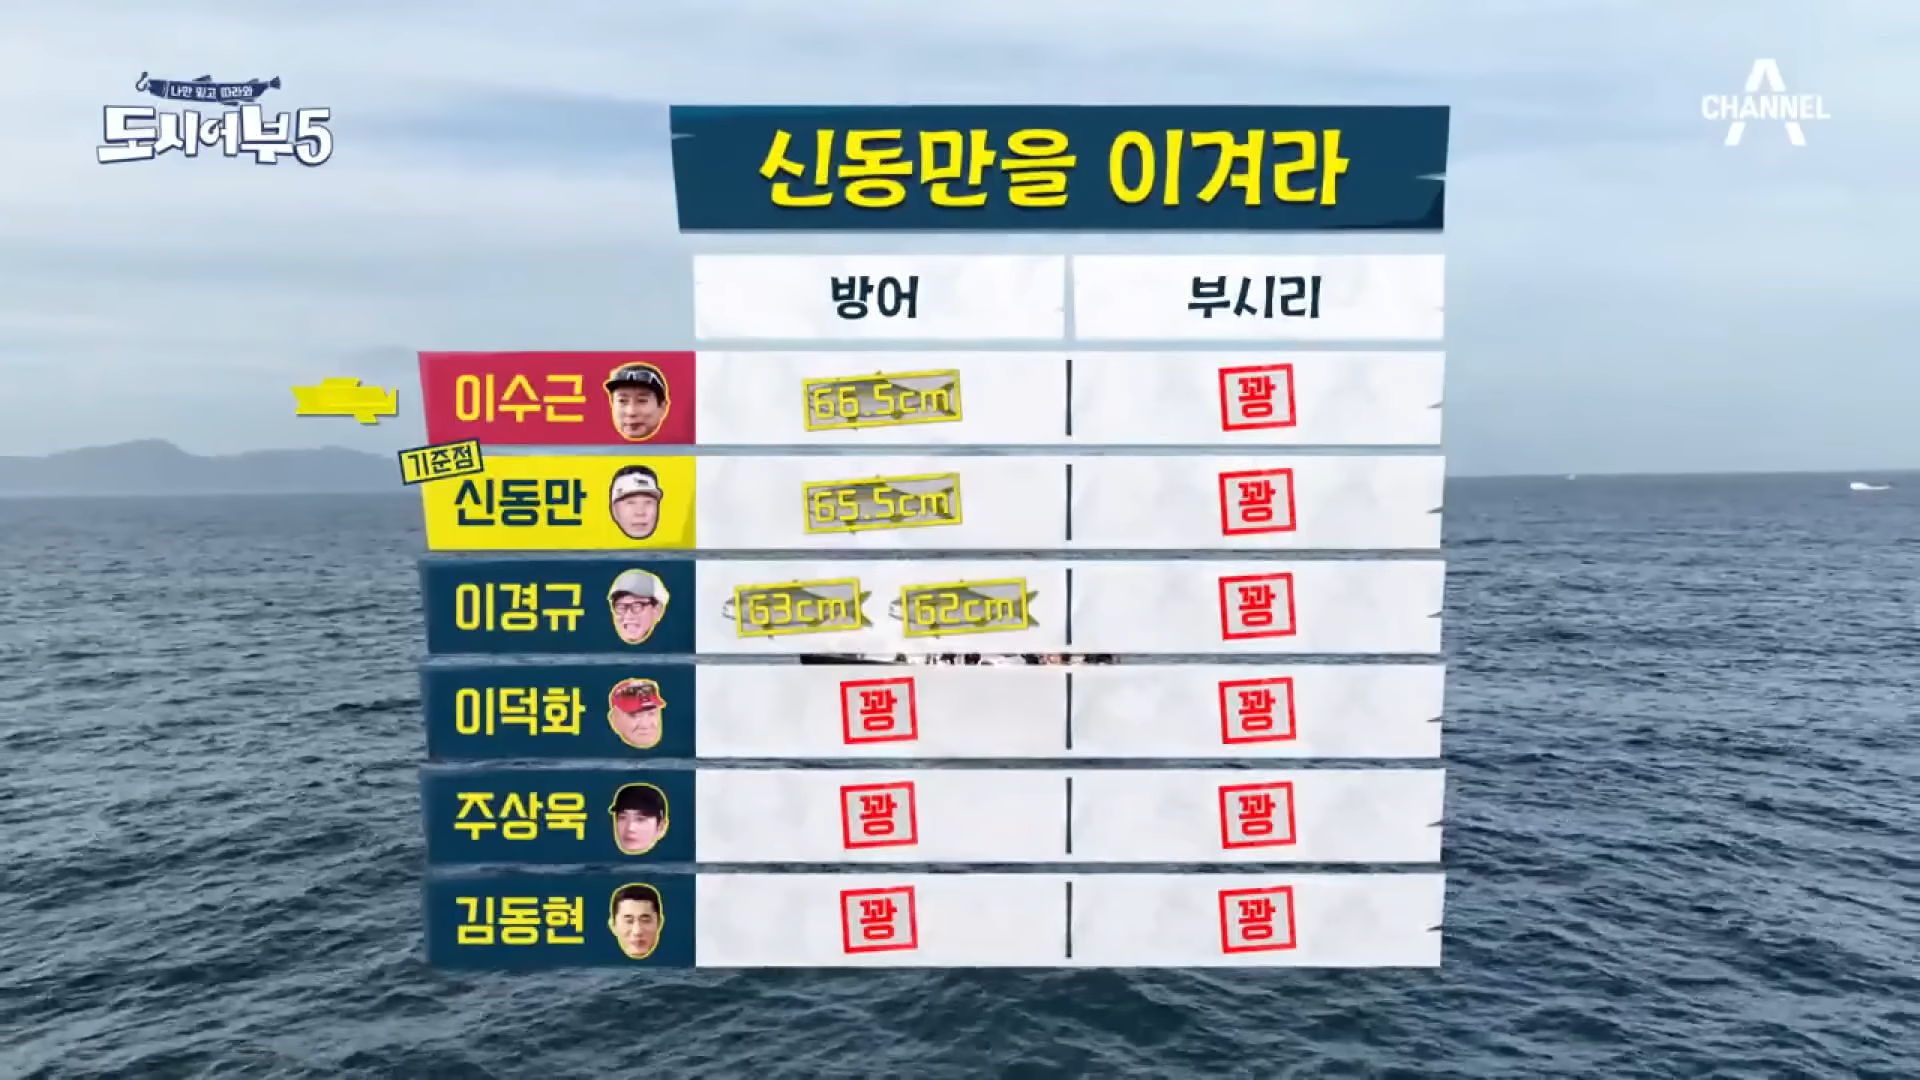 나만 믿고 따라와
도시어부5
CHANNEL A
신동만을 이겨라
방어 부시리
이수근 66.5cm 꽝
기준점
신동만 65.5cm 꽝
이경규 63cm 62cm 꽝
이덕화 꽝 꽝
주상욱 꽝 꽝
김동현 꽝 꽝